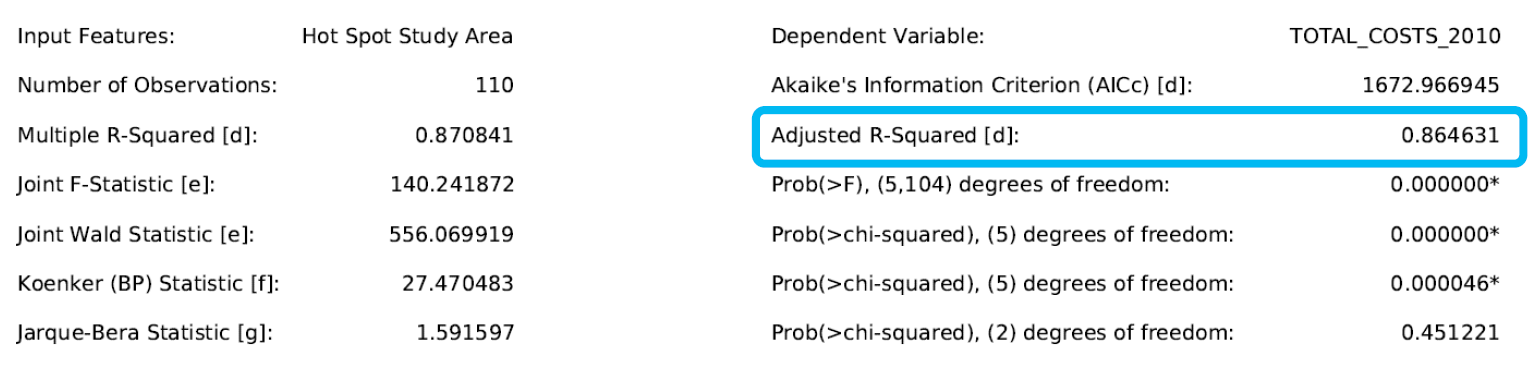 Input Features: Hot Spot Study Area Dependent Variable: TOTAL_COSTS_2010
Number of Observations: 110 Akaike's Information Criterion (AICc) [d]: 1672.966945
Multiple R-Squared [d]: 0.870841 Adjusted R-Squared [d]: 0.864631
Joint F-Statistic [e]: 140.241872 Prob(>F), (5,104) degrees of freedom: 0.000000*
Joint Wald Statistic [e]: 556.069919 Prob(>chi-squared), (5) degrees of freedom: 0.000000*
Koenker (BP) Statistic [f]: 27.470483 Prob(>chi-squared), (5) degrees of freedom: 0.000046*
Jarque-Bera Statistic [g]: 1.591597 Prob(>chi-squared), (2) degrees of freedom: 0.451221